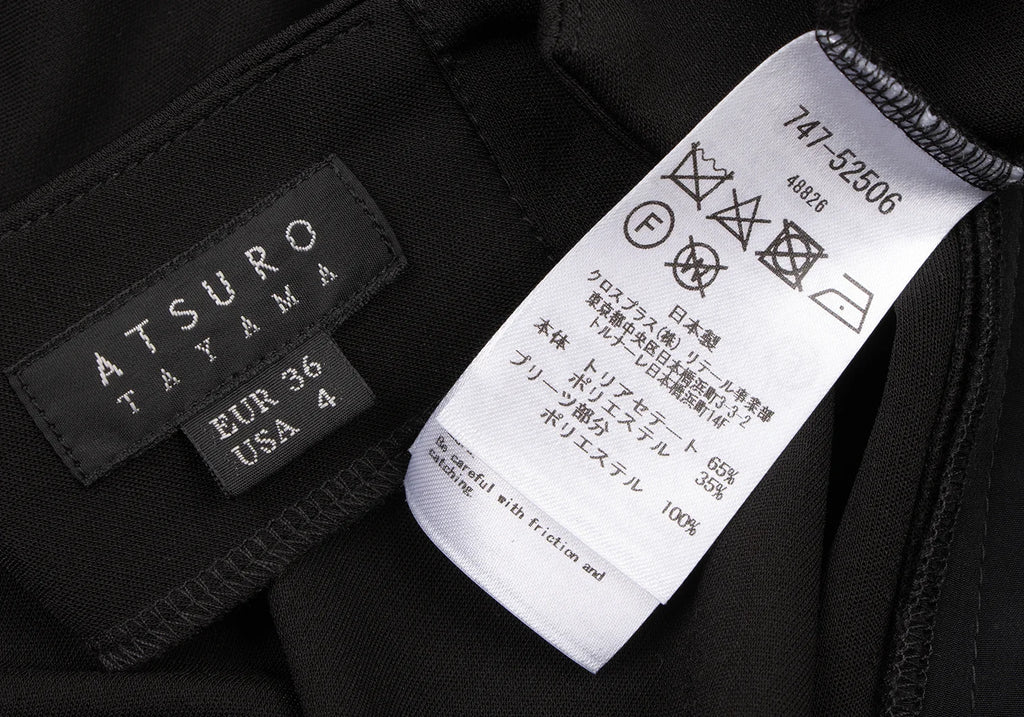 ATSURO
TAYAMA
EUR 36
USA 4
747-52506
48826
F
W
日本製
クロスプラス(株) リテール事業部
東京都中央区日本橋浜町3-3-2
トルナーレ日本橋浜町14F
本体
トリアセテート 65%
ポリエステル 35%
プリーツ部分
ポリエステル 100%
Be careful with friction and
catching.